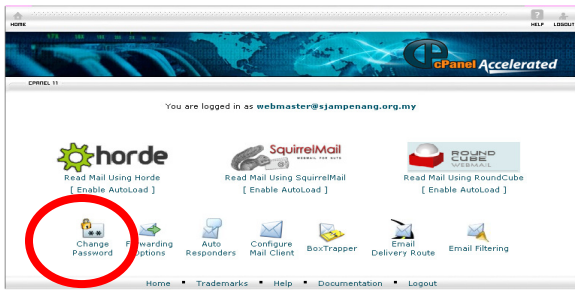 HOME
?
HELP LOGOUT
cPanel Accelerated
CPANEL 11
You are logged in as webmaster@sjampenang.org.my
horde
SquirrelMail
WEBMAIL FOR NUTS
ROUND
CUBE
WEBMAIL
Read Mail Using Horde
Read Mail Using SquirrelMail
Read Mail Using RoundCube
[ Enable AutoLoad ]
[ Enable AutoLoad ]
[ Enable AutoLoad ]
**
Change
Password
Forwarding
Options
Auto
Responders
Configure
Mail Client
BoxTrapper
Email
Delivery Route
Email Filtering
Home ▪ Trademarks ▪ Help ▪ Documentation ▪ Logout